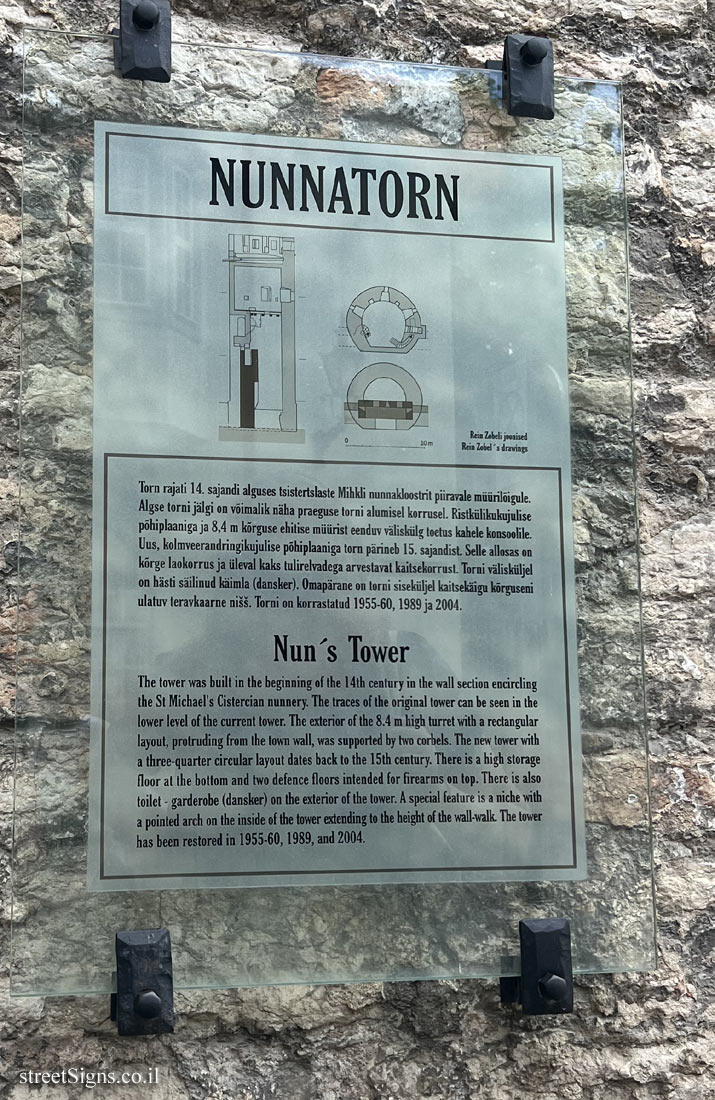 NUNNATORN
0 10 m
Rein Zobeli joonised
Rein Zobel´s drawings
Torn rajati 14. sajandi alguses tsistertslaste Mihkli nunnakloostrit piiravale müürilõigule.
Algse torni jälgi on võimalik näha praeguse torni alumisel korrusel. Ristkülikukujulise
põhiplaaniga ja 8,4 m kõrguse ehitise müürist eenduv väliskülg toetus kahele konsoolile.
Uus, kolmveerandringikujulise põhiplaaniga torn pärineb 15. sajandist. Selle allosas on
kõrge laokorrus ja üleval kaks tulirelvadega arvestavat kaitsekorrust. Torni välisküljel
on hästi säilinud käimla (dansker). Omapärane on torni siseküljel kaitsekäigu kõrguseni
ulatuv teravkaarne nišš. Torni on korrastatud 1955-60, 1989 ja 2004.
Nun´s Tower
The tower was built in the beginning of the 14th century in the wall section encircling
the St Michael's Cistercian nunnery. The traces of the original tower can be seen in the
lower level of the current tower. The exterior of the 8.4 m high turret with a rectangular
layout, protruding from the town wall, was supported by two corbels. The new tower with
a three-quarter circular layout dates back to the 15th century. There is a high storage
floor at the bottom and two defence floors intended for firearms on top. There is also
toilet - garderobe (dansker) on the exterior of the tower. A special feature is a niche with
a pointed arch on the inside of the tower extending to the height of the wall-walk. The tower
has been restored in 1955-60, 1989, and 2004.
streetSigns.co.il